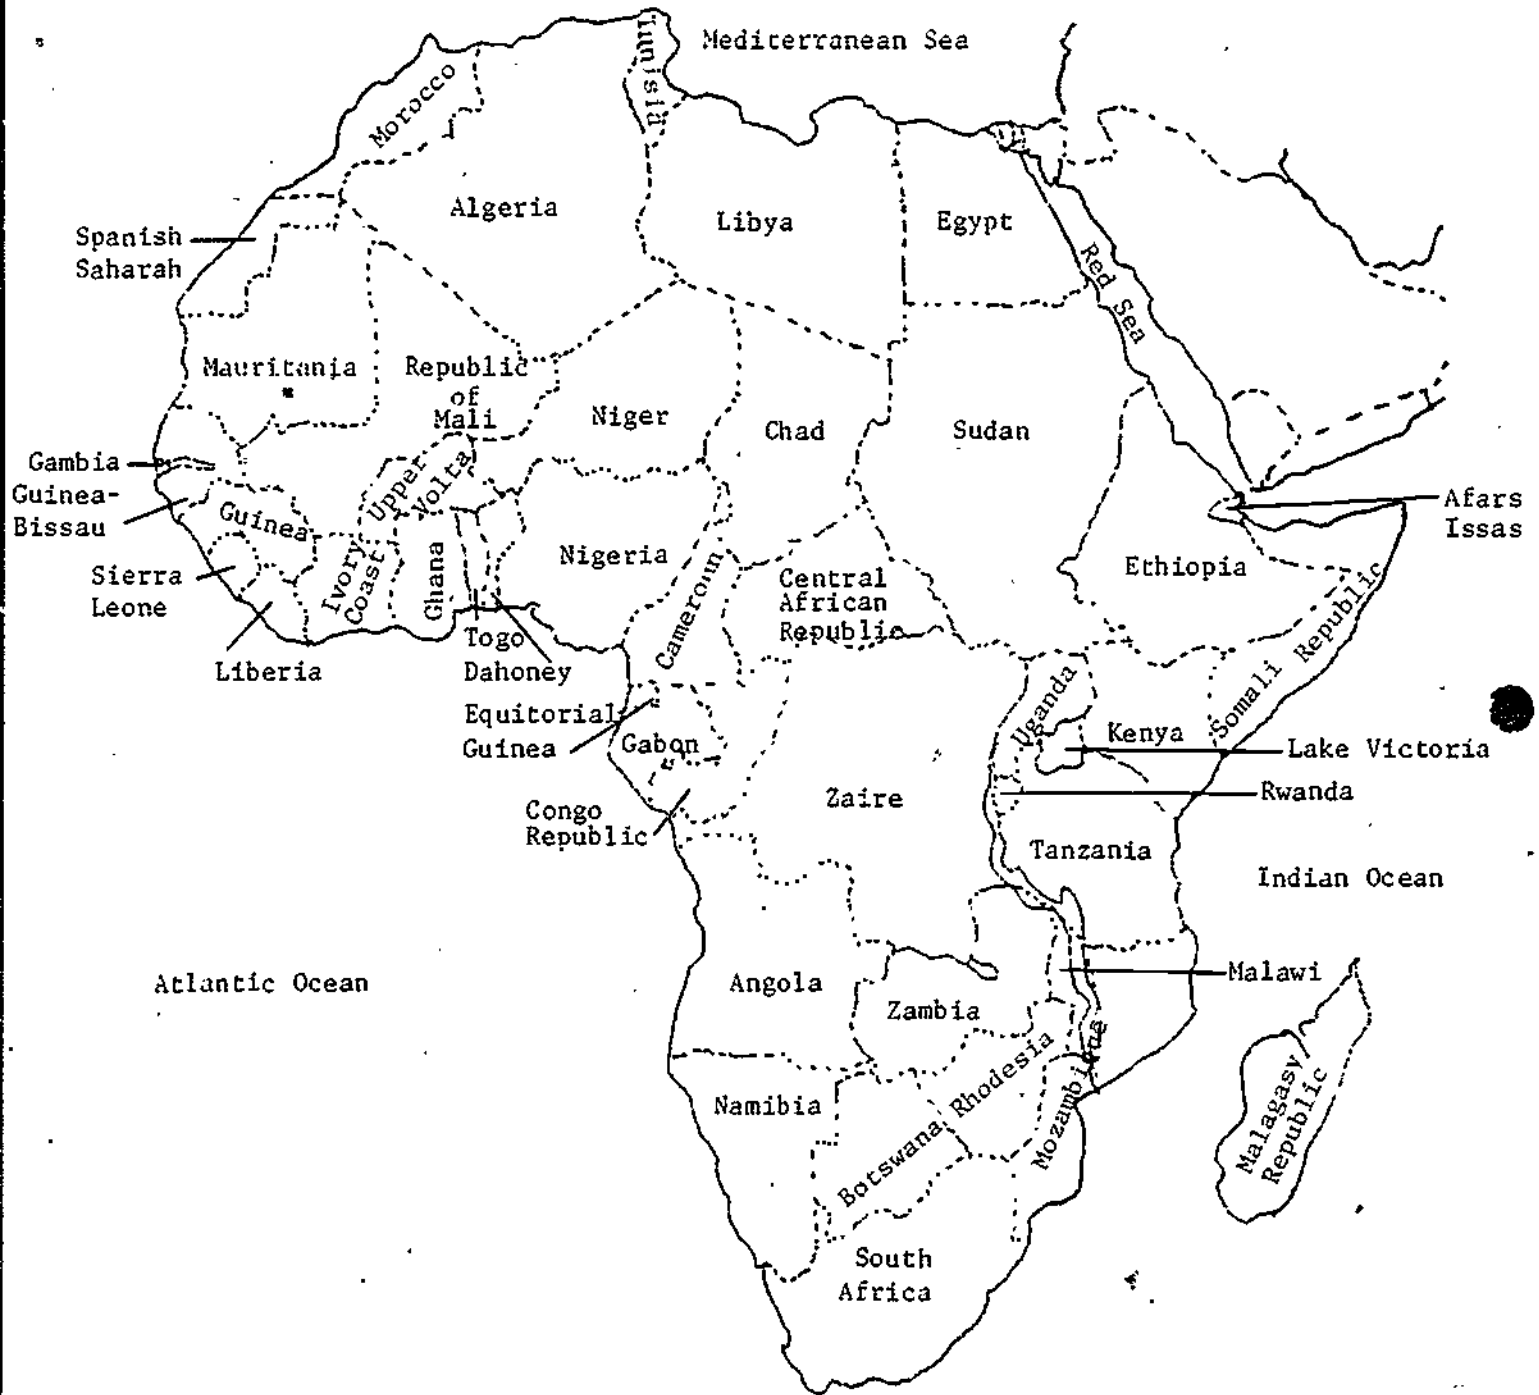 Mediterranean Sea
Tunisia
Morocco
Algeria
Libya
Egypt
Spanish
Saharah
Red Sea
Mauritania
Republic
of
Mali
Niger
Chad
Sudan
Gambia
Guinea-
Bissau
Guinea
Upper
Volta
Afars
Issas
Sierra
Leone
Ivory
Coast
Ghana
Nigeria
Cameroun
Central
African
Republic
Ethiopia
Somali Republic
Liberia
Togo
Dahoney
Equitorial
Guinea
Gabon
Uganda
Kenya
Lake Victoria
Rwanda
Congo
Republic
Zaire
Tanzania
Indian Ocean
Atlantic Ocean
Angola
Zambia
Malawi
Namibia
Botswana
Rhodesia
Mozambique
Malagasy
Republic
South
Africa